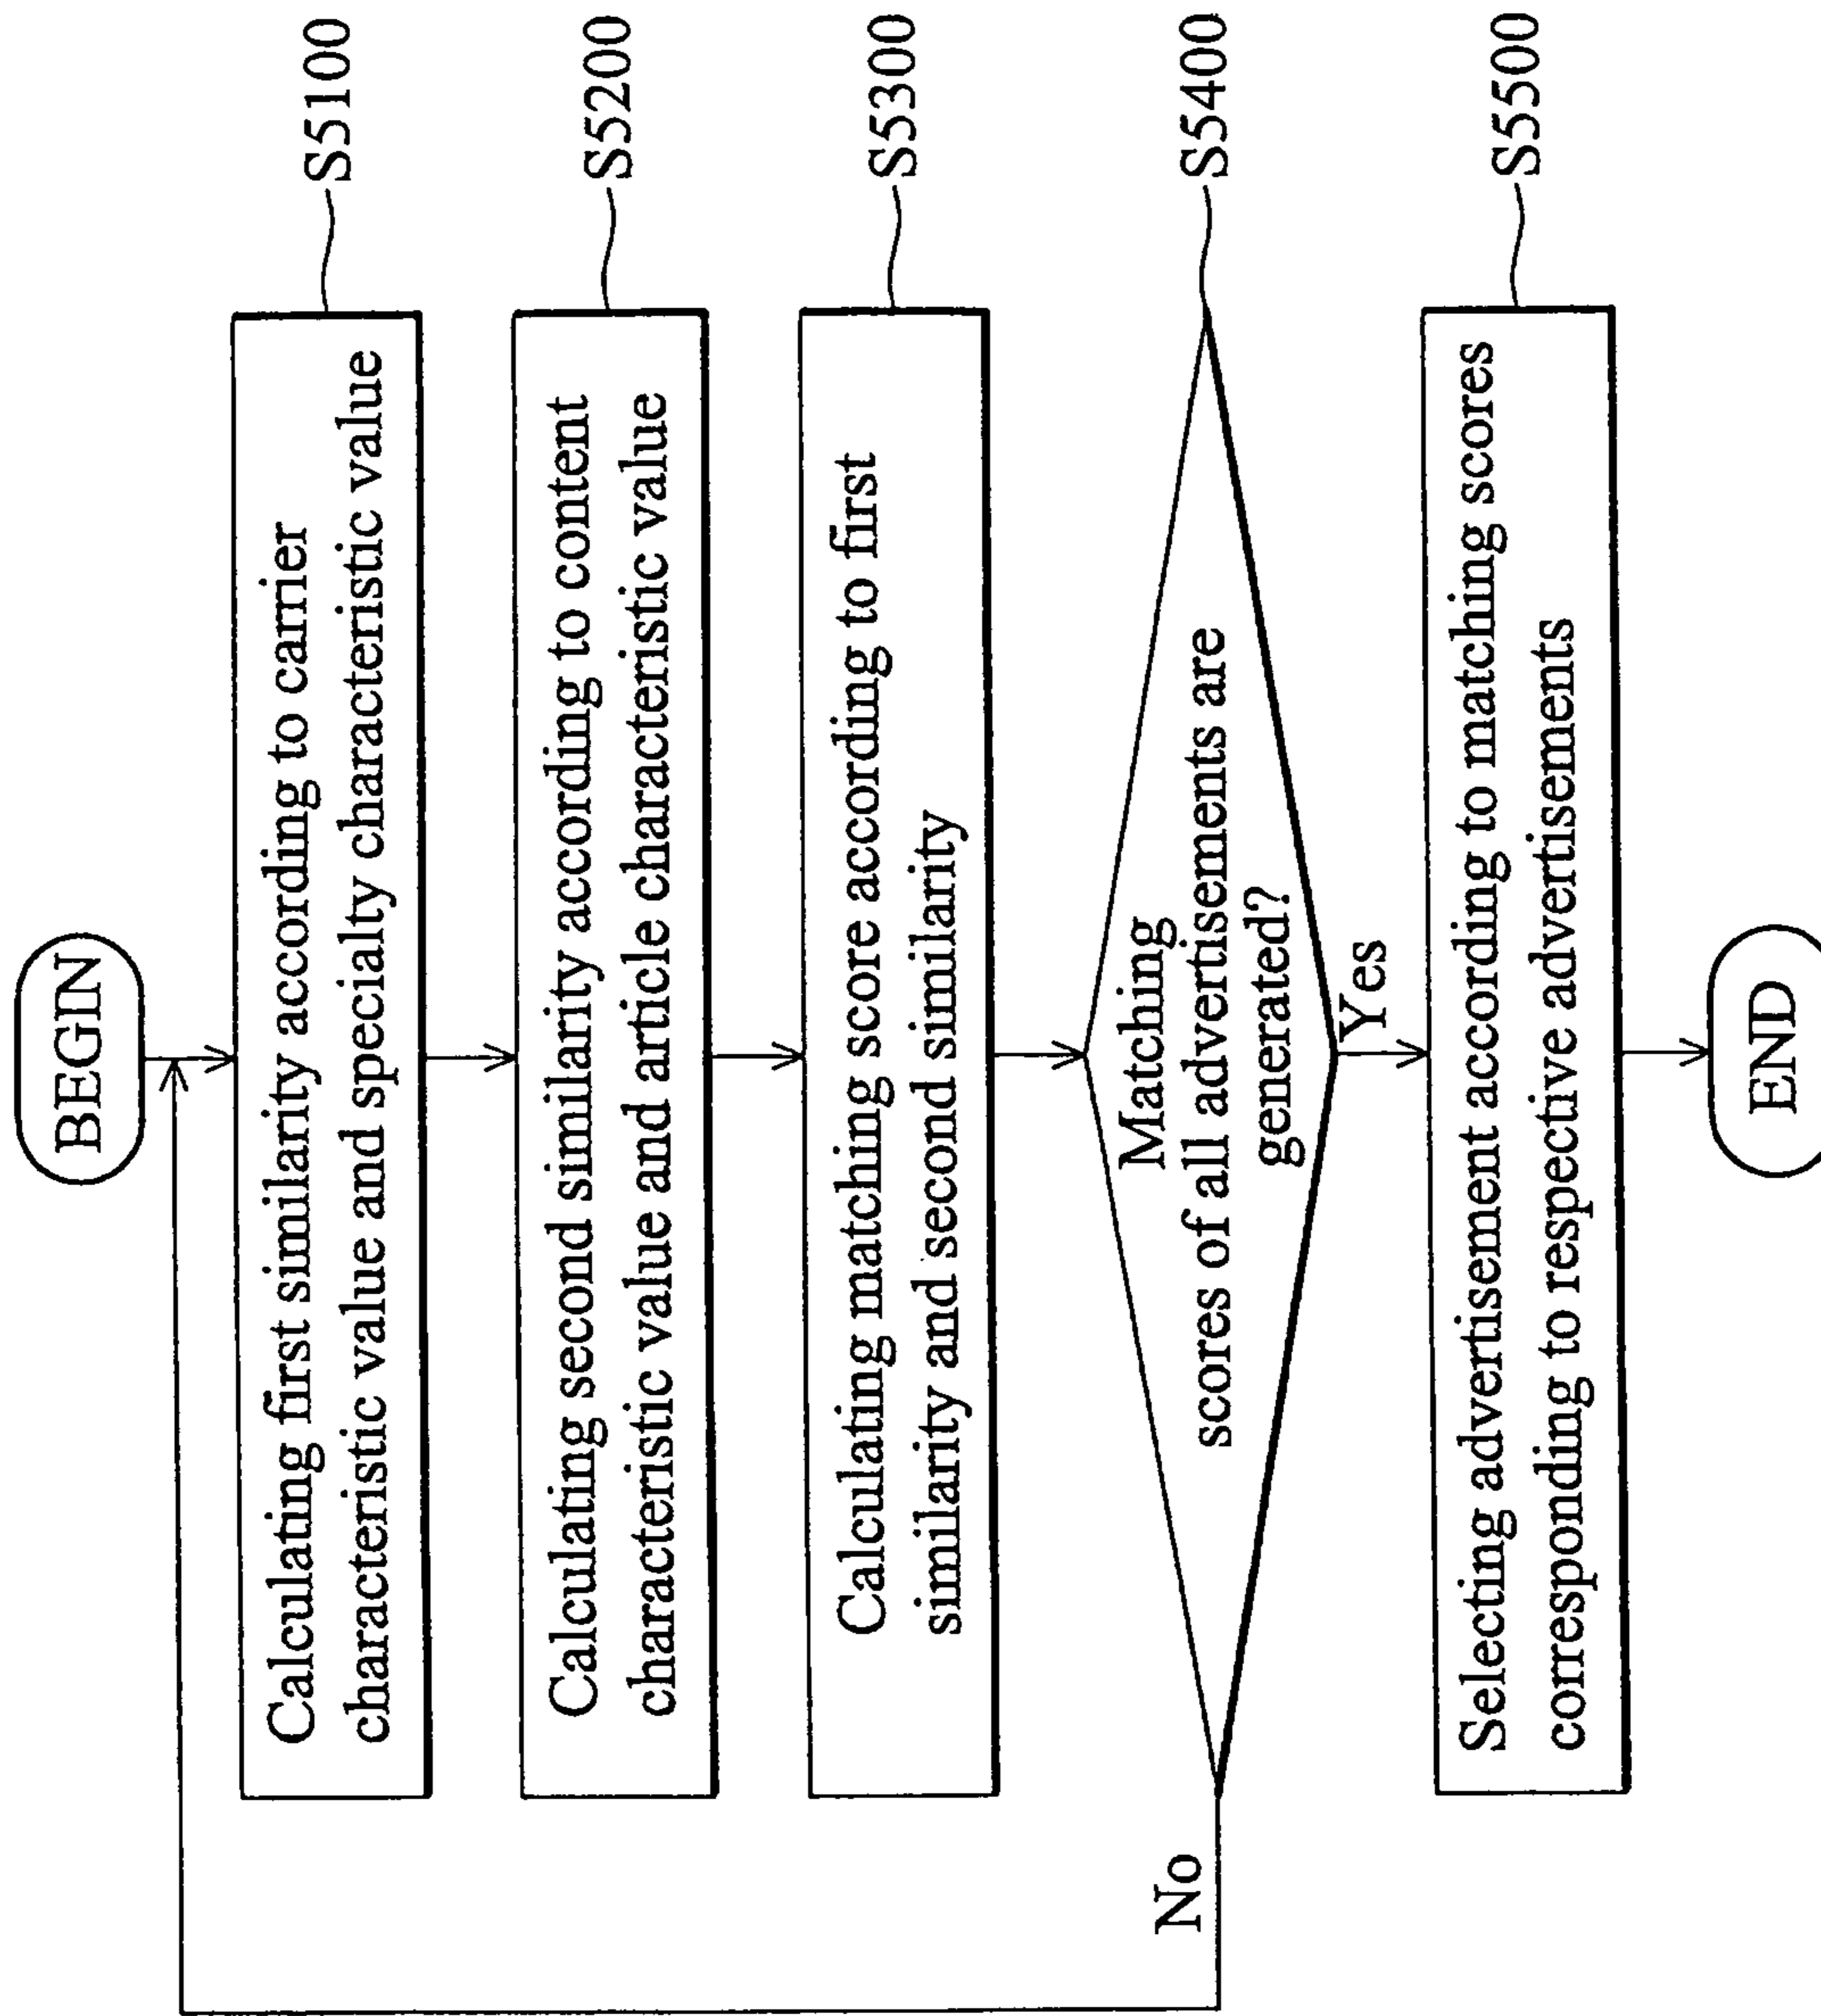 BEGIN
Calculating first similarity according to carrier
characteristic value and specialty characteristic value
S5100
Calculating second similarity according to content
characteristic value and article characteristic value
S5200
Calculating matching score according to first
similarity and second similarity
S5300
Matching
scores of all advertisements are
generated?
S5400
No
Yes
Selecting advertisement according to matching scores
corresponding to respective advertisements
S5500
END